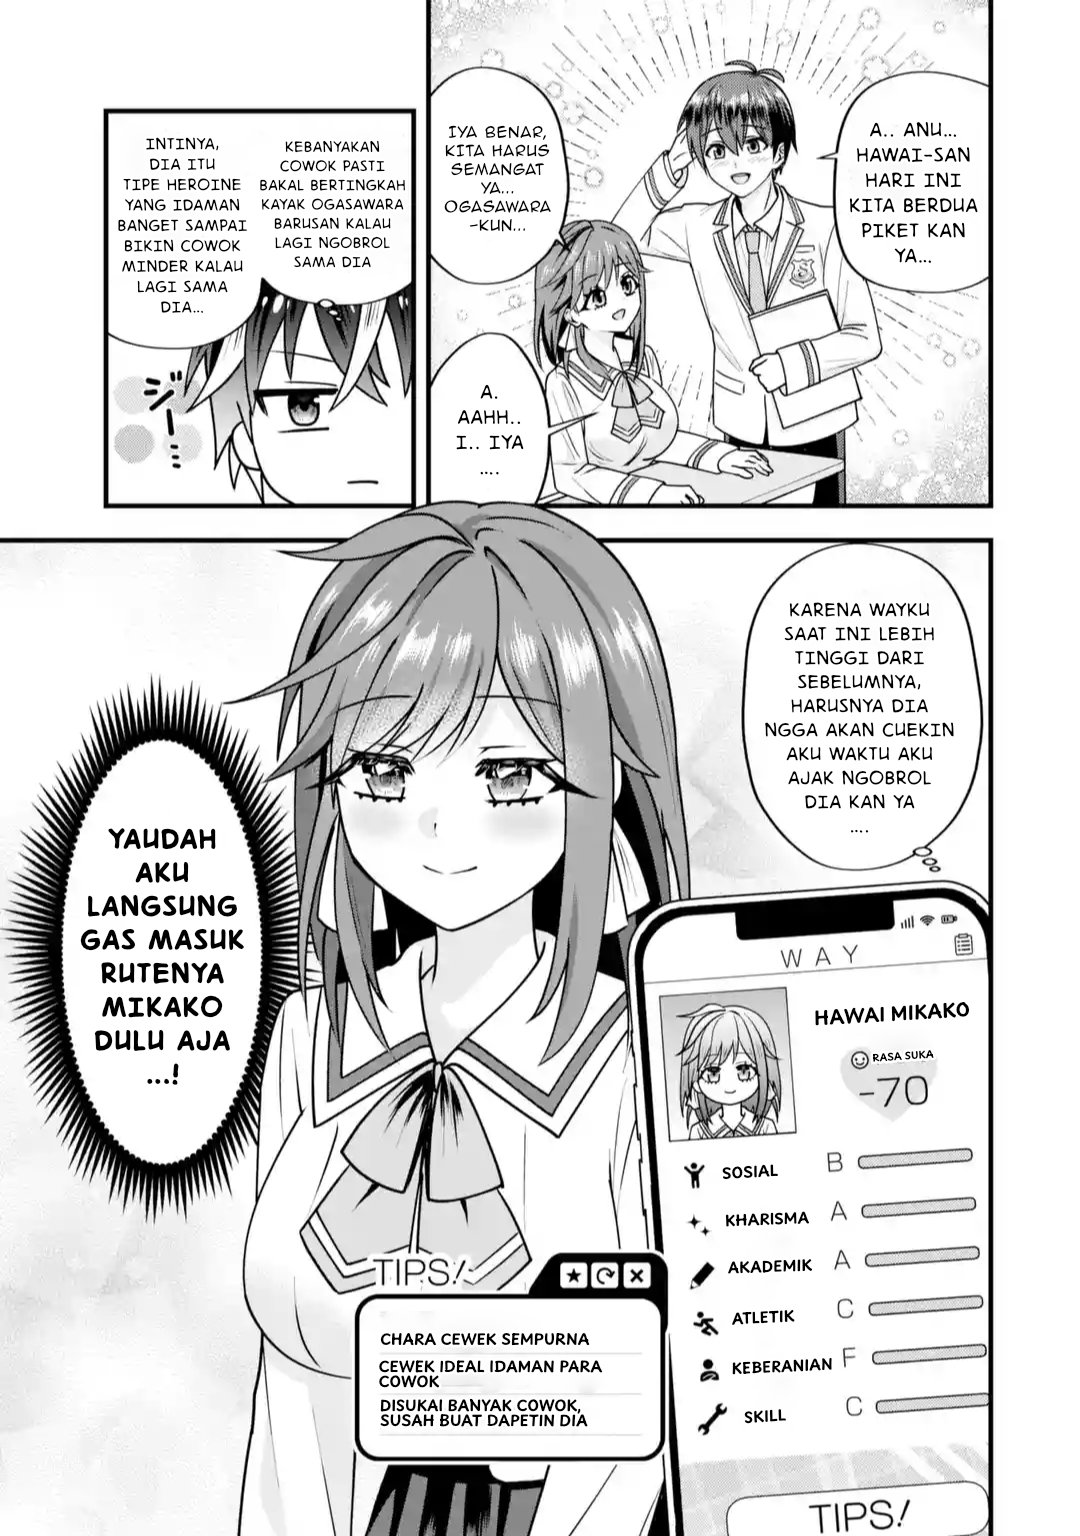 A.. ANU...
HAWAI-SAN
HARI INI
KITA BERDUA
PIKET KAN
YA...
IYA BENAR,
KITA HARUS
SEMANGAT
YA...
OGASAWARA
-KUN...
A.
AAHH..
I.. IYA
....
KEBANYAKAN
COWOK PASTI
BAKAL BERTINGKAH
KAYAK OGASAWARA
BARUSAN KALAU
LAGI NGOBROL
SAMA DIA
INTINYA,
DIA ITU
TIPE HEROINE
YANG IDAMAN
BANGET SAMPAI
BIKIN COWOK
MINDER KALAU
LAGI SAMA
DIA...
ジー…
KARENA WAYKU
SAAT INI LEBIH
TINGGI DARI
SEBELUMNYA,
HARUSNYA DIA
NGGA AKAN CUEKIN
AKU WAKTU AKU
AJAK NGOBROL
DIA KAN YA
....
YAUDAH
AKU
LANGSUNG
GAS MASUK
RUTENYA
MIKAKO
DULU AJA
...!
WAY
HAWAI MIKAKO
RASA SUKA
-70
SOSIAL B
KHARISMA A
AKADEMIK A
ATLETIK C
KEBERANIAN F
SKILL C
TIPS!
TIPS!
CHARA CEWEK SEMPURNA
CEWEK IDEAL IDAMAN PARA
COWOK
DISUKAI BANYAK COWOK,
SUSAH BUAT DAPETIN DIA